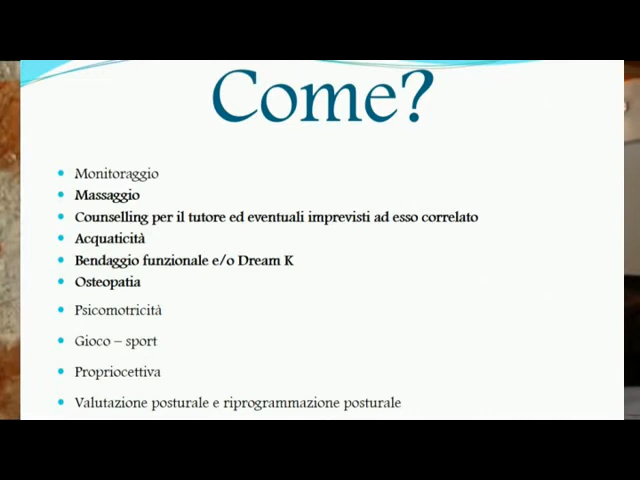 Come?
Monitoraggio
Massaggio
Counselling per il tutore ed eventuali imprevisti ad esso correlato
Acquaticità
Bendaggio funzionale e/o Dream K
Osteopatia
Psicomotricità
Gioco – sport
Propriocettiva
Valutazione posturale e riprogrammazione posturale